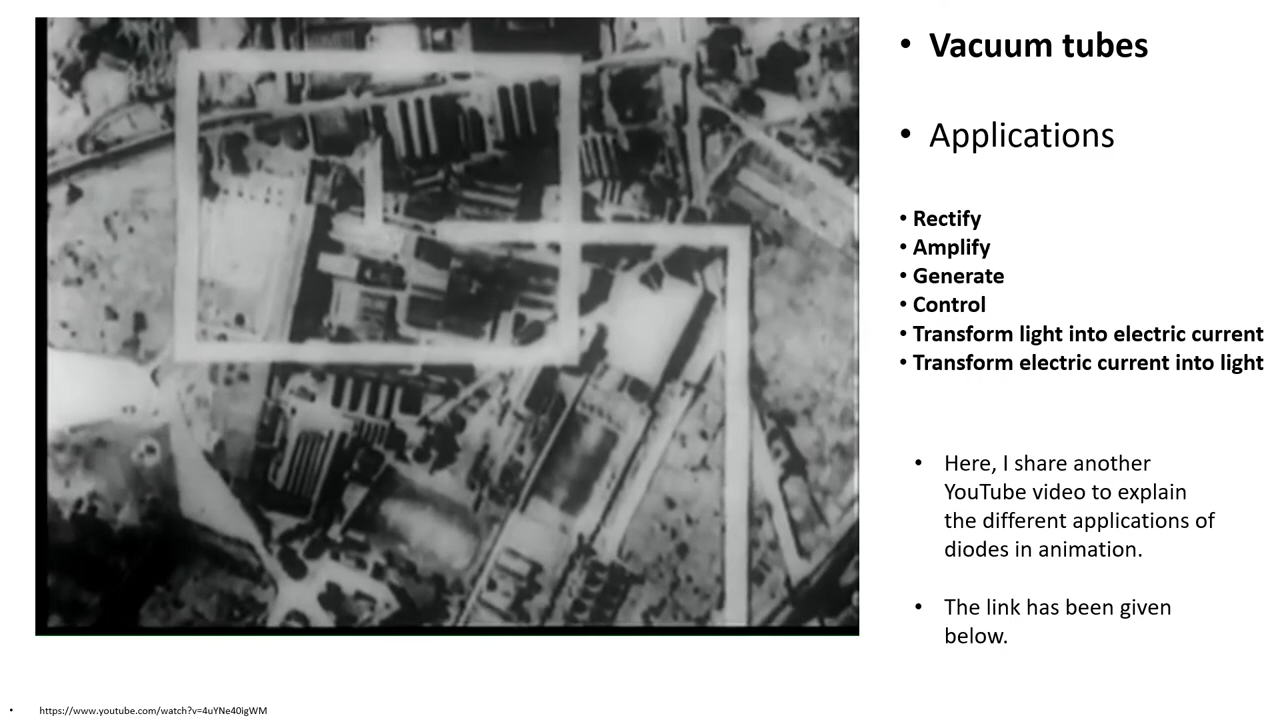 • Vacuum tubes
• Applications
• Rectify
• Amplify
• Generate
• Control
• Transform light into electric current
• Transform electric current into light
• Here, I share another
YouTube video to explain
the different applications of
diodes in animation.
• The link has been given
below.
• https://www.youtube.com/watch?v=4uYNe40igWM